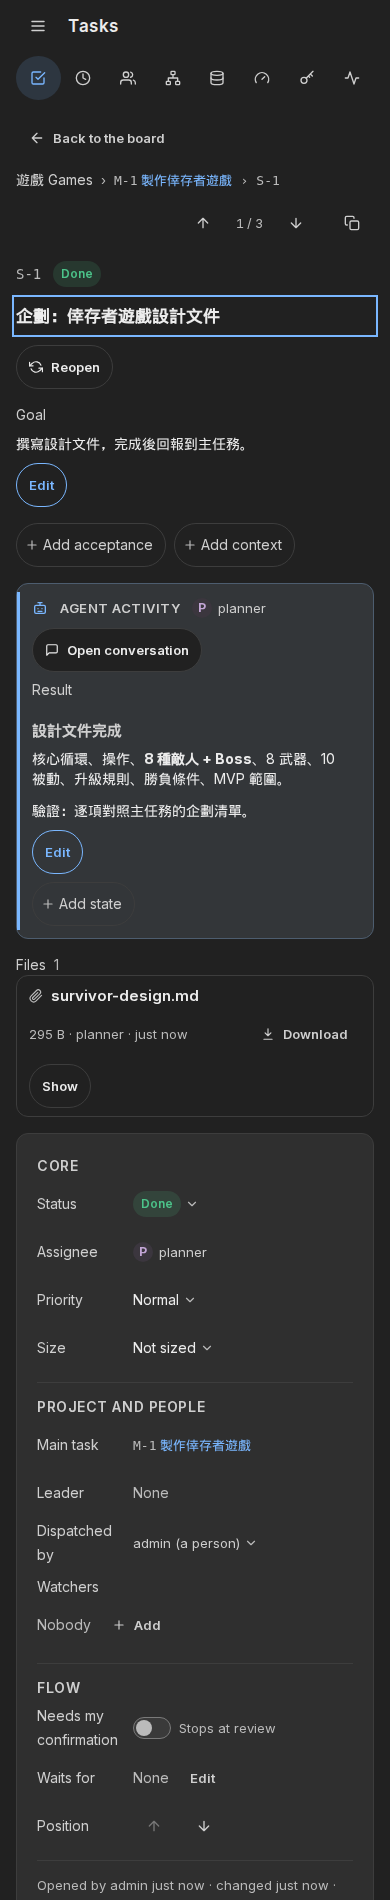 Tasks
Back to the board
遊戲 Games › M-1 製作倖存者遊戲 › S-1
1 / 3
S-1 Done
企劃：倖存者遊戲設計文件
Reopen
Goal
撰寫設計文件，完成後回報到主任務。
Edit
+ Add acceptance + Add context
AGENT ACTIVITY P planner
Open conversation
Result
設計文件完成
核心循環、操作、8 種敵人 + Boss、8 武器、10
被動、升級規則、勝負條件、MVP 範圍。
驗證：逐項對照主任務的企劃清單。
Edit
+ Add state
Files 1
survivor-design.md
295 B · planner · just now Download
Show
CORE
Status Done
Assignee P planner
Priority Normal
Size Not sized
PROJECT AND PEOPLE
Main task M-1 製作倖存者遊戲
Leader None
Dispatched
by admin (a person)
Watchers
Nobody + Add
FLOW
Needs my
confirmation Stops at review
Waits for None Edit
Position
Opened by admin just now · changed just now ·